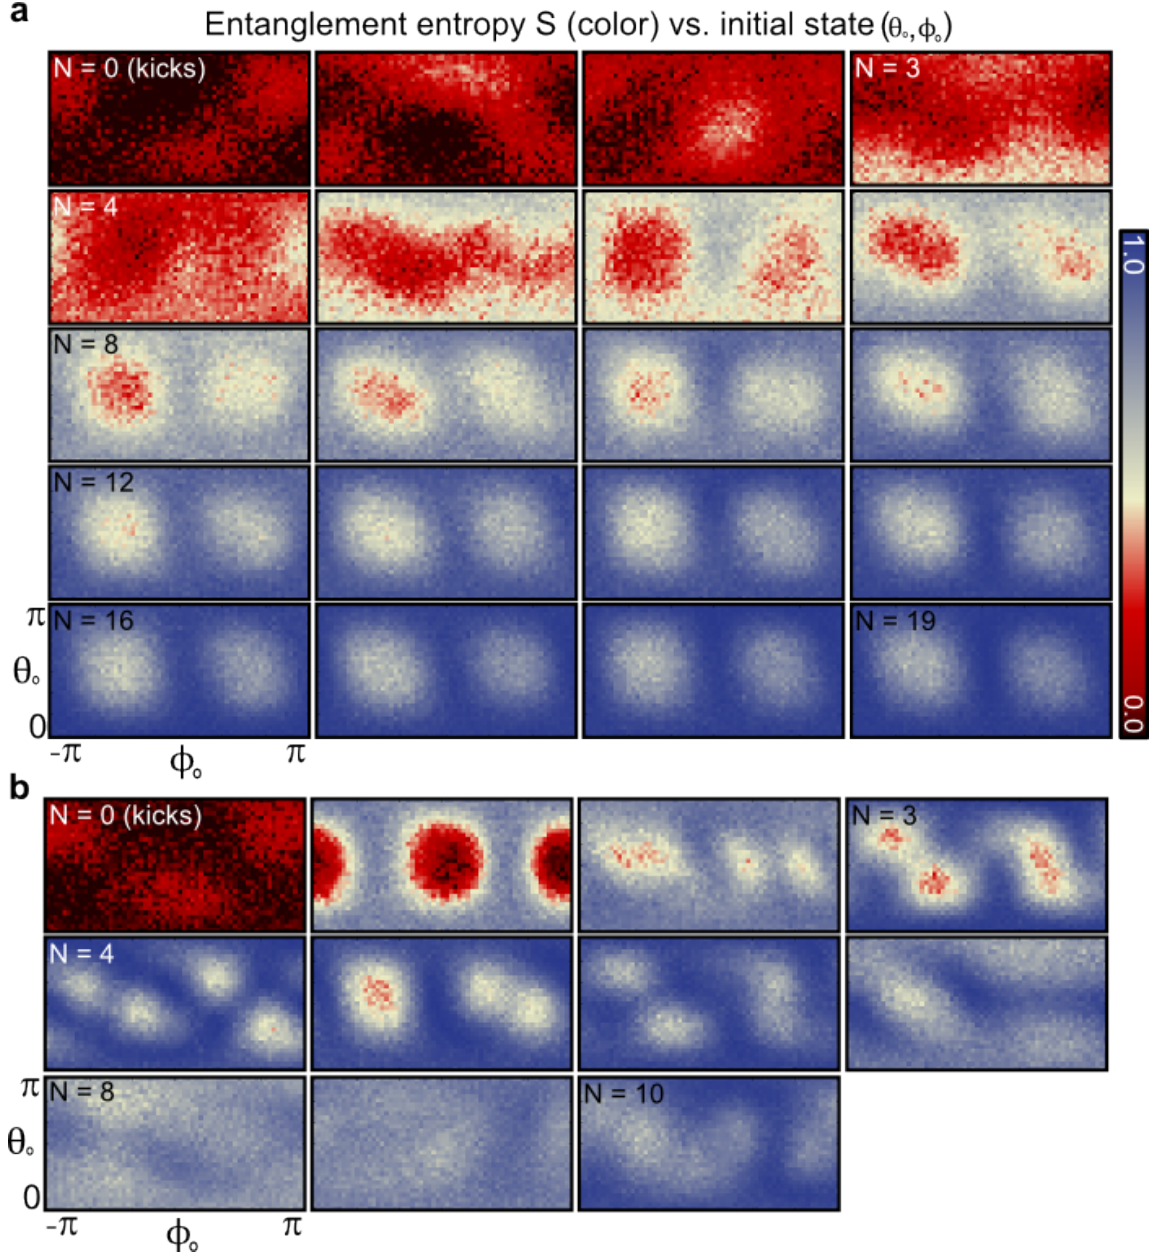 a
Entanglement entropy S (color) vs. initial state (θ₀,ϕ₀)
N = 0 (kicks)
N = 3
N = 4
1.0
N = 8
N = 12
π
N = 16
N = 19
θ₀
0
0.0
-π
ϕ₀
π
b
N = 0 (kicks)
N = 3
N = 4
π
N = 8
N = 10
θ₀
0
-π
ϕ₀
π